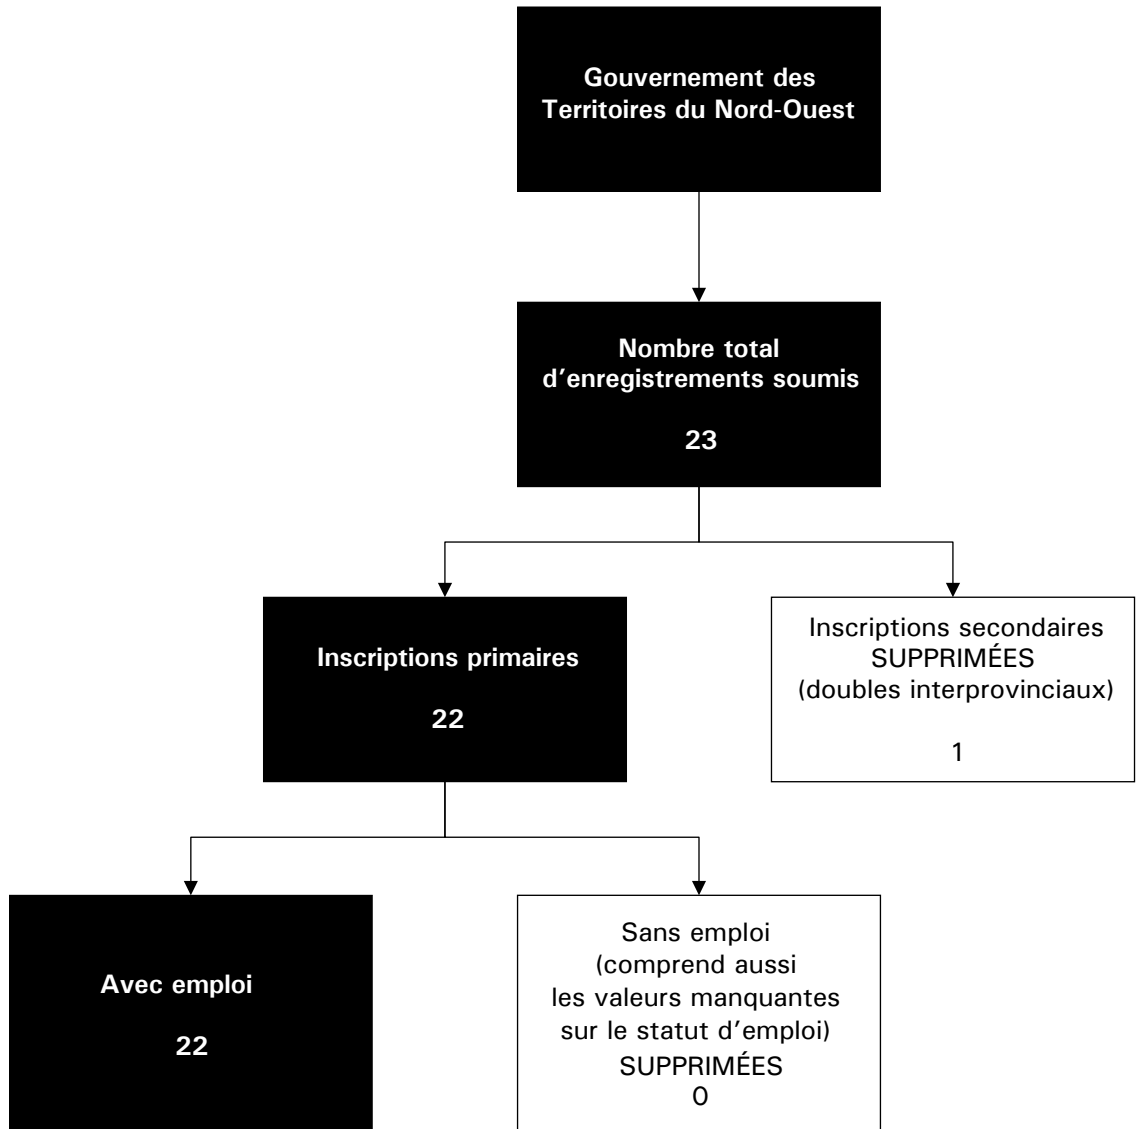 Gouvernement des
Territoires du Nord-Ouest
Nombre total
d’enregistrements soumis
23
Inscriptions primaires
22
Inscriptions secondaires
SUPPRIMÉES
(doubles interprovinciaux)
1
Avec emploi
22
Sans emploi
(comprend aussi
les valeurs manquantes
sur le statut d’emploi)
SUPPRIMÉES
0